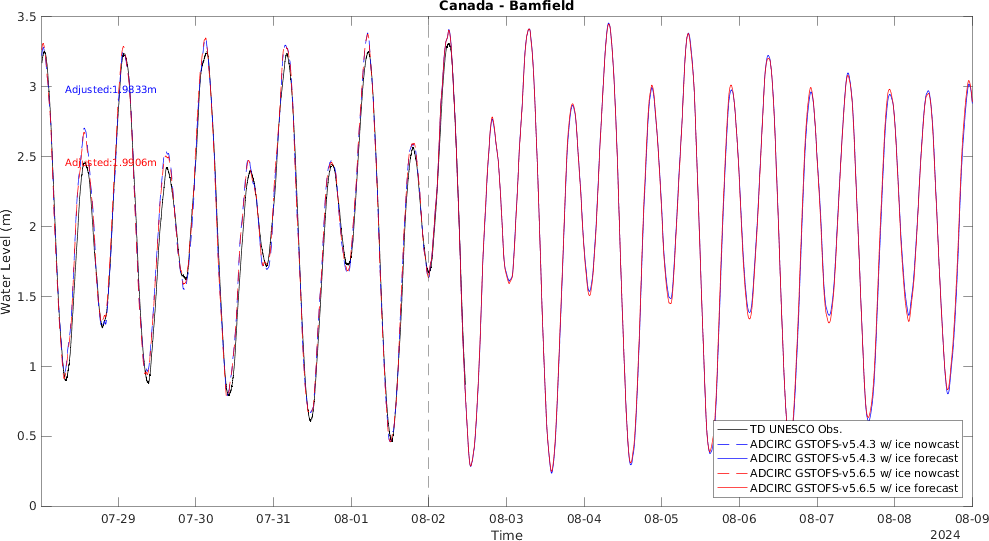 Canada - Bamfield
3.5
3
2.5
2
1.5
1
0.5
0
Water Level (m)
Adjusted:1.9333m
Adjusted:1.9906m
TD UNESCO Obs.
ADCIRC GSTOFS-v5.4.3 w/ ice nowcast
ADCIRC GSTOFS-v5.4.3 w/ ice forecast
ADCIRC GSTOFS-v5.6.5 w/ ice nowcast
ADCIRC GSTOFS-v5.6.5 w/ ice forecast
07-29 07-30 07-31 08-01 08-02 08-03 08-04 08-05 08-06 08-07 08-08 08-09
Time
2024